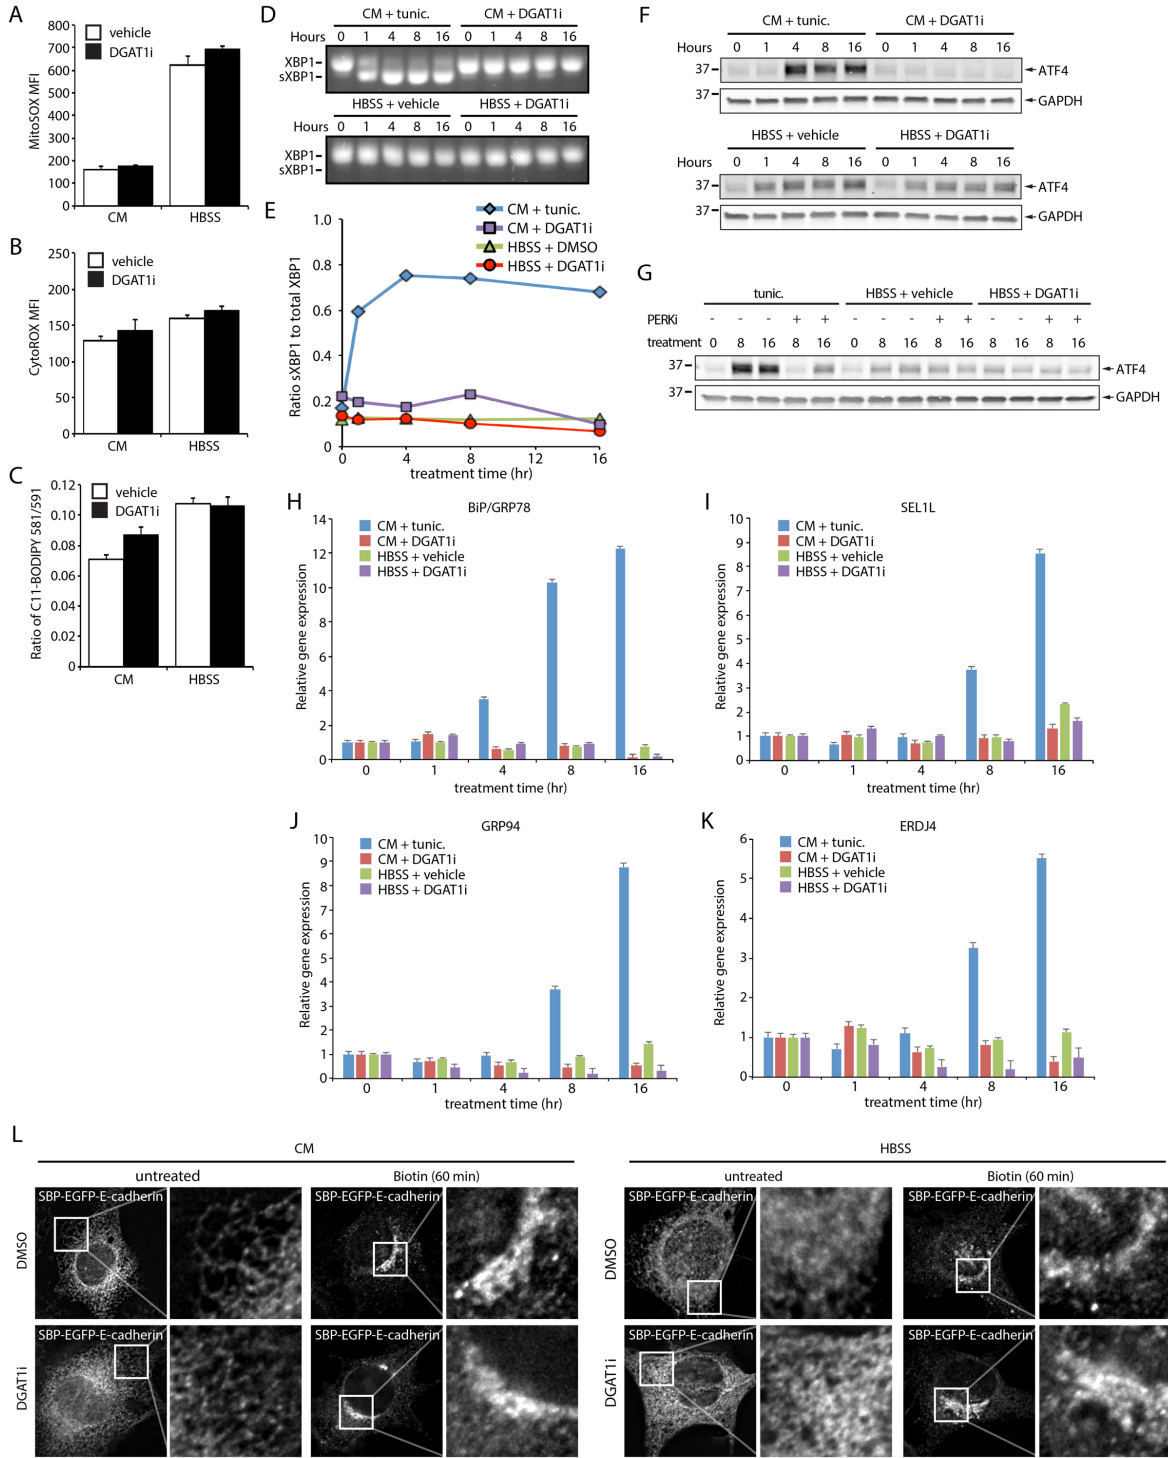 A
vehicle
DGAT1i
MitoSOX MFI
800
700
600
500
400
300
200
100
0
CM
HBSS
B
vehicle
DGAT1i
CytoROX MFI
250
200
150
100
50
0
CM
HBSS
C
vehicle
DGAT1i
Ratio of C11-BODIPY 581/591
0.12
0.10
0.08
0.06
0.04
0.02
0
CM
HBSS
D
CM + tunic.
CM + DGAT1i
Hours 0 1 4 8 16 0 1 4 8 16
XBP1
sXBP1
HBSS + vehicle
HBSS + DGAT1i
Hours
0 1 4 8 16 0 1 4 8 16
XBP1
sXBP1
E
CM + tunic.
CM + DGAT1i
HBSS + DMSO
HBSS + DGAT1i
Ratio sXBP1 to total XBP1
1.0
0.8
0.6
0.4
0.2
0
0 4 8 12 16
treatment time (hr)
F
CM + tunic.
CM + DGAT1i
Hours 0 1 4 8 16 0 1 4 8 16
37
ATF4
37
GAPDH
HBSS + vehicle
HBSS + DGAT1i
Hours 0 1 4 8 16 0 1 4 8 16
37
ATF4
37
GAPDH
G
tunic.
HBSS + vehicle
HBSS + DGAT1i
PERKi - - - + + - - - + + - - + +
treatment 0 8 16 8 16 0 8 16 8 16 8 16 8 16
37
ATF4
37
GAPDH
H
BiP/GRP78
CM + tunic.
CM + DGAT1i
HBSS + vehicle
HBSS + DGAT1i
Relative gene expression
14
12
10
8
6
4
2
0
0 1 4 8 16
treatment time (hr)
I
SEL1L
CM + tunic.
CM + DGAT1i
HBSS + vehicle
HBSS + DGAT1i
Relative gene expression
10
9
8
7
6
5
4
3
2
1
0
0 1 4 8 16
treatment time (hr)
J
GRP94
CM + tunic.
CM + DGAT1i
HBSS + vehicle
HBSS + DGAT1i
Relative gene expression
10
9
8
7
6
5
4
3
2
1
0
0 1 4 8 16
treatment time (hr)
K
ERDJ4
CM + tunic.
CM + DGAT1i
HBSS + vehicle
HBSS + DGAT1i
Relative gene expression
6
5
4
3
2
1
0
0 1 4 8 16
treatment time (hr)
L
CM
HBSS
untreated
Biotin (60 min)
untreated
Biotin (60 min)
DMSO
SBP-EGFP-E-cadherin
SBP-EGFP-E-cadherin
DMSO
SBP-EGFP-E-cadherin
SBP-EGFP-E-cadherin
DGAT1i
SBP-EGFP-E-cadherin
SBP-EGFP-E-cadherin
DGAT1i
SBP-EGFP-E-cadherin
SBP-EGFP-E-cadherin